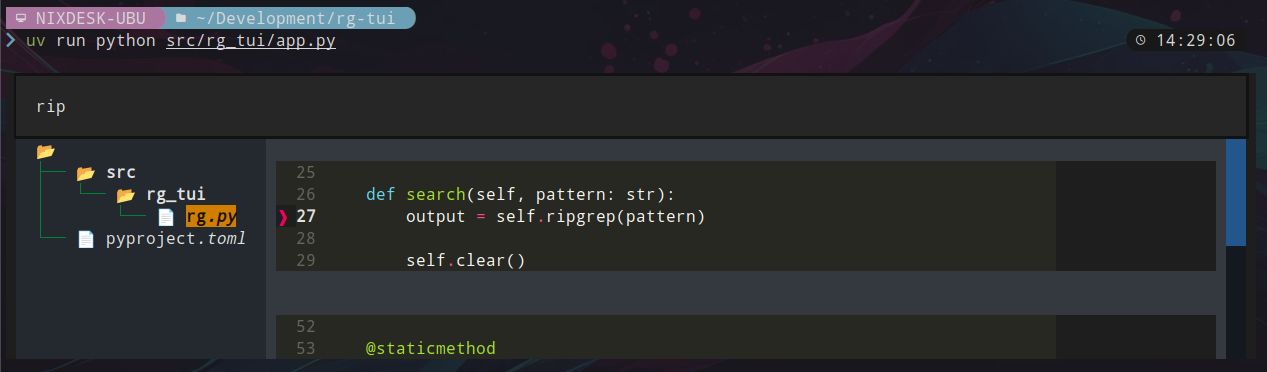 NIXDESK-UBU ~/Development/rg-tui
❯ uv run python src/rg_tui/app.py 14:29:06
rip
src
rg_tui
rg.py
pyproject.toml
25
26 def search(self, pattern: str):
❱ 27 output = self.ripgrep(pattern)
28
29 self.clear()
52
53 @staticmethod